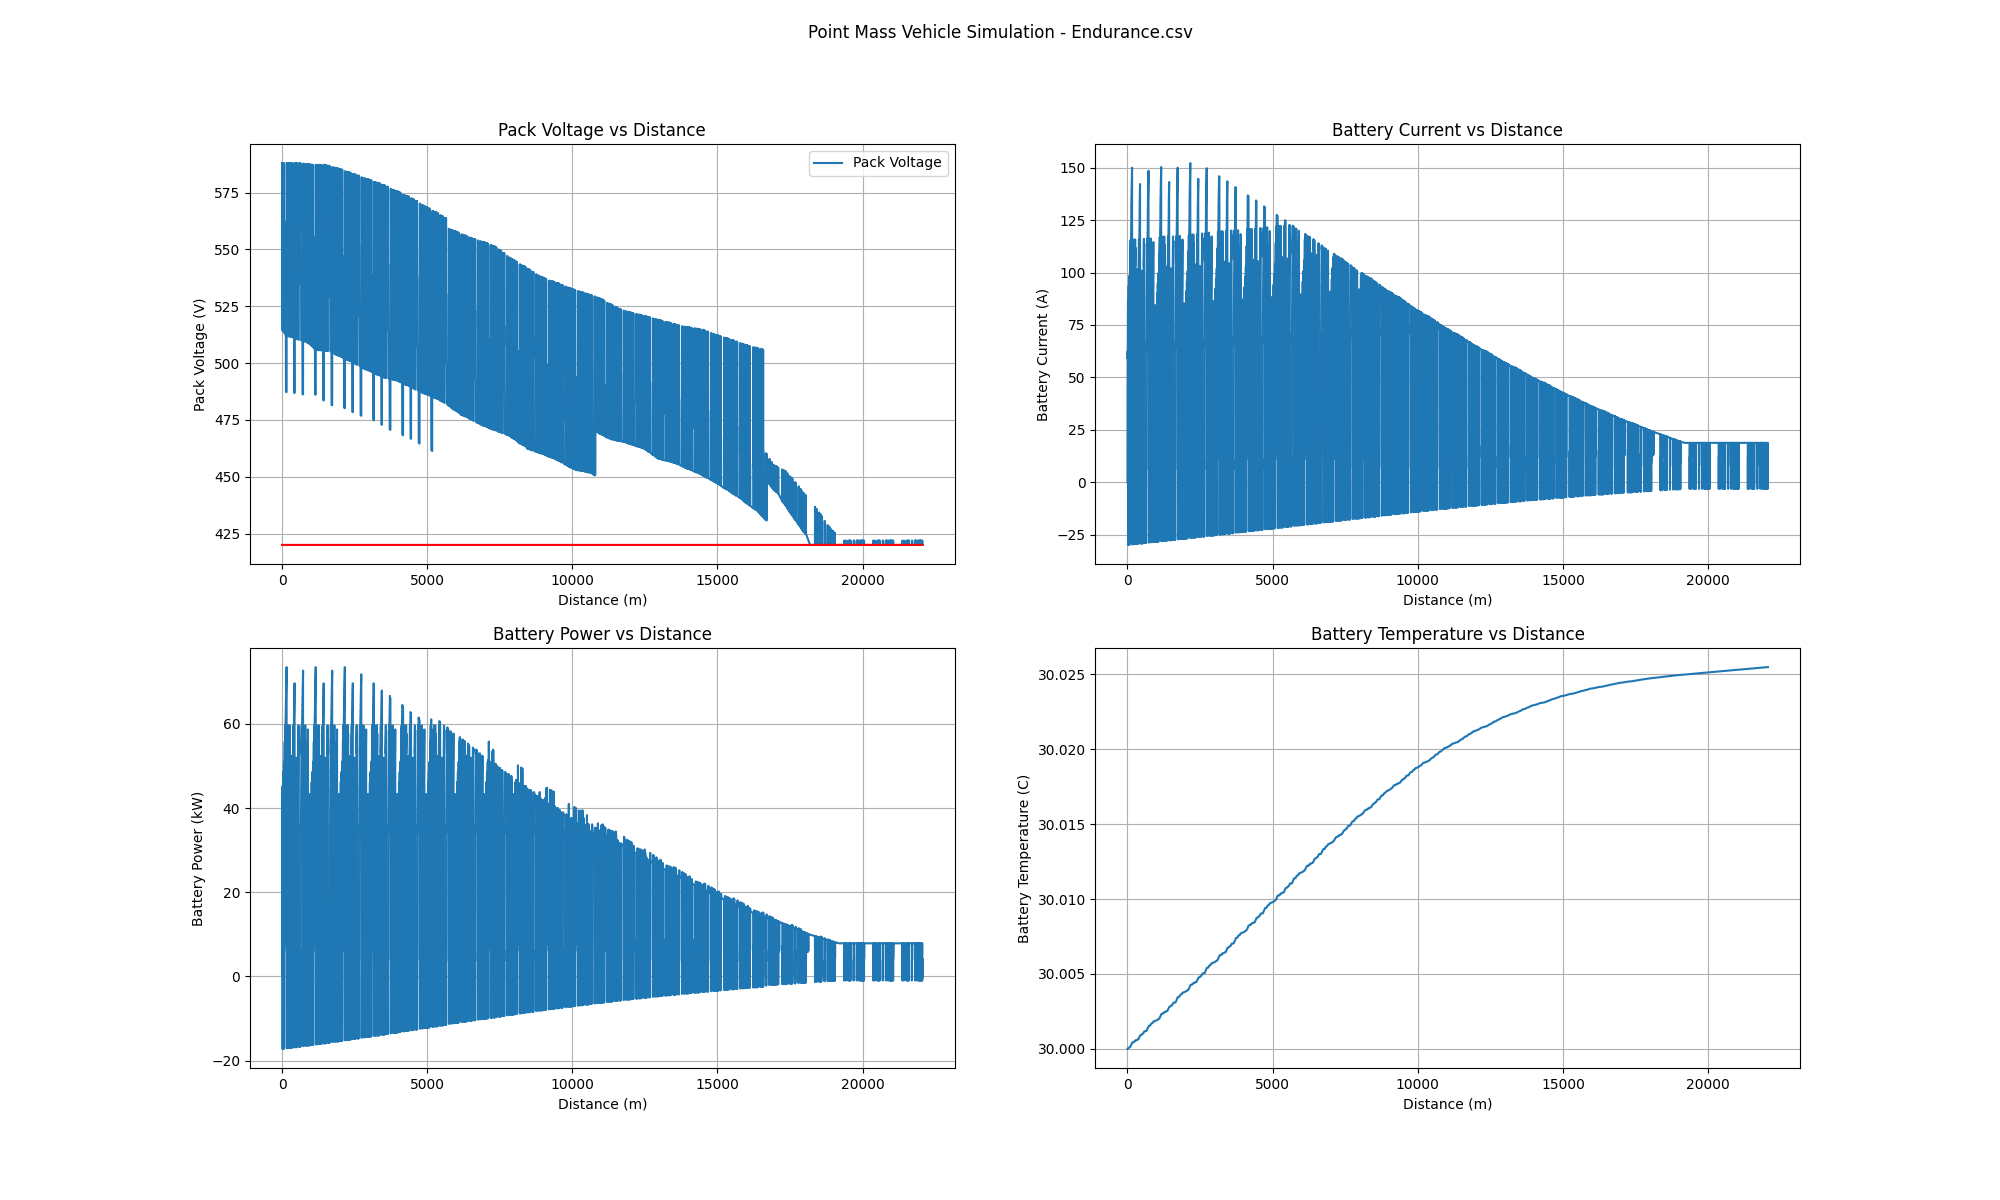 Point Mass Vehicle Simulation - Endurance.csv
Pack Voltage vs Distance
Pack Voltage
Pack Voltage (V)
575
550
525
500
475
450
425
0 5000 10000 15000 20000
Distance (m)
Battery Current vs Distance
Battery Current (A)
150
125
100
75
50
25
0
−25
0 5000 10000 15000 20000
Distance (m)
Battery Power vs Distance
Battery Power (kW)
60
40
20
0
−20
0 5000 10000 15000 20000
Distance (m)
Battery Temperature vs Distance
Battery Temperature (C)
30.025
30.020
30.015
30.010
30.005
30.000
0 5000 10000 15000 20000
Distance (m)